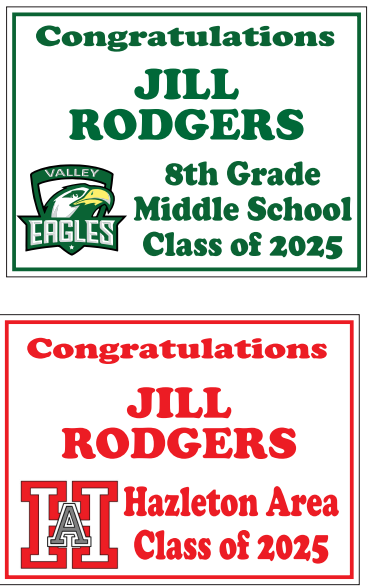 Congratulations
JILL
RODGERS
VALLEY
EAGLES
8th Grade
Middle School
Class of 2025
Congratulations
JILL
RODGERS
HA
Hazleton Area
Class of 2025